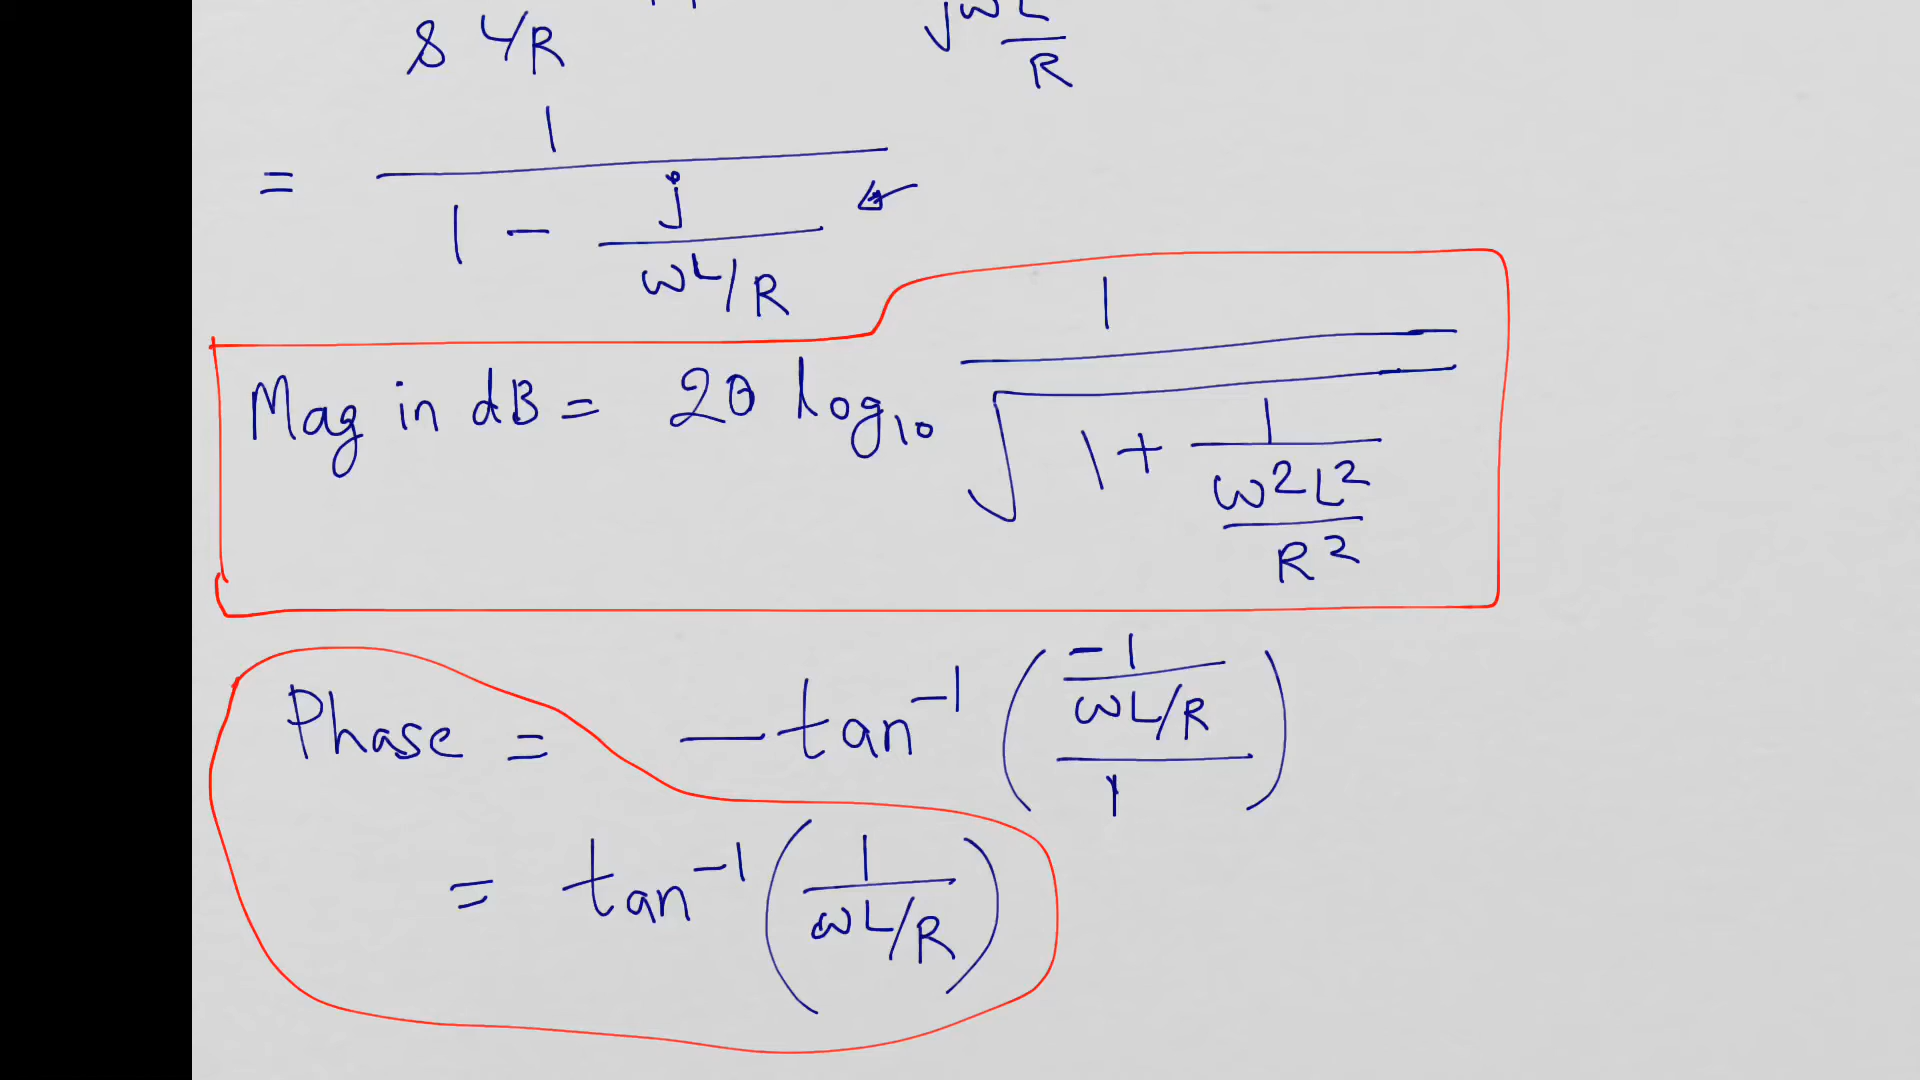 s L/R jωL/R
= 1/(1 - j/(ωL/R))
Mag in dB = 20 log₁₀ 1/√(1 + 1/(ω²L²/R²))
Phase = -tan⁻¹((-1/(ωL/R))/1)
= tan⁻¹(1/(ωL/R))